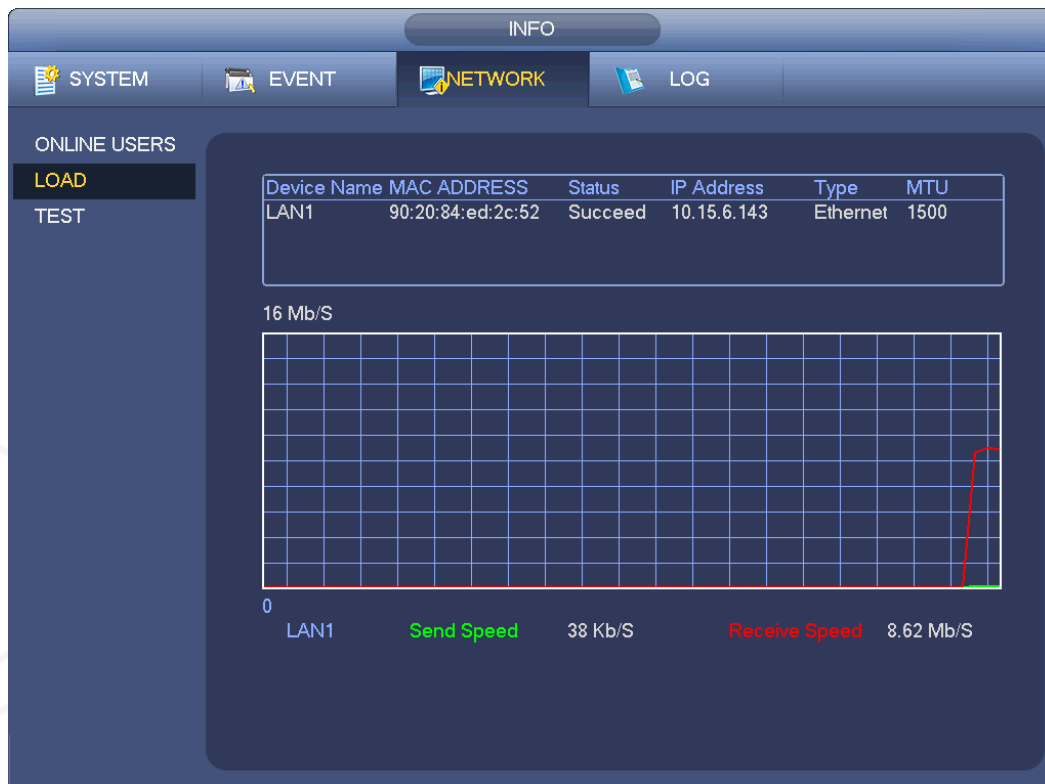 INFO
SYSTEM EVENT NETWORK LOG
ONLINE USERS
LOAD
TEST
Device Name MAC ADDRESS Status IP Address Type MTU
LAN1 90:20:84:ed:2c:52 Succeed 10.15.6.143 Ethernet 1500
16 Mb/S
0
LAN1 Send Speed 38 Kb/S Receive Speed 8.62 Mb/S